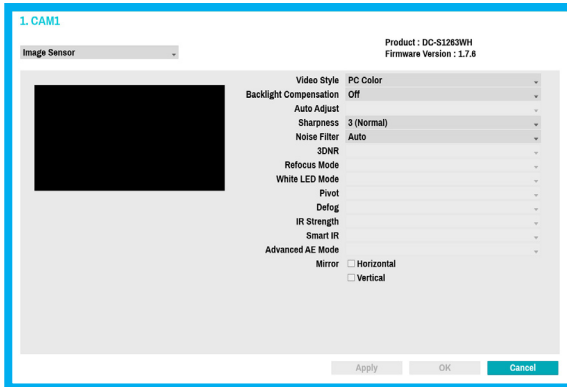 1. CAM1
Product : DC-S1263WH
Image Sensor
Firmware Version : 1.7.6
Video Style PC Color
Backlight Compensation Off
Auto Adjust
Sharpness 3 (Normal)
Noise Filter Auto
3DNR
Refocus Mode
White LED Mode
Pivot
Defog
IR Strength
Smart IR
Advanced AE Mode
Mirror Horizontal
Vertical
Apply OK Cancel